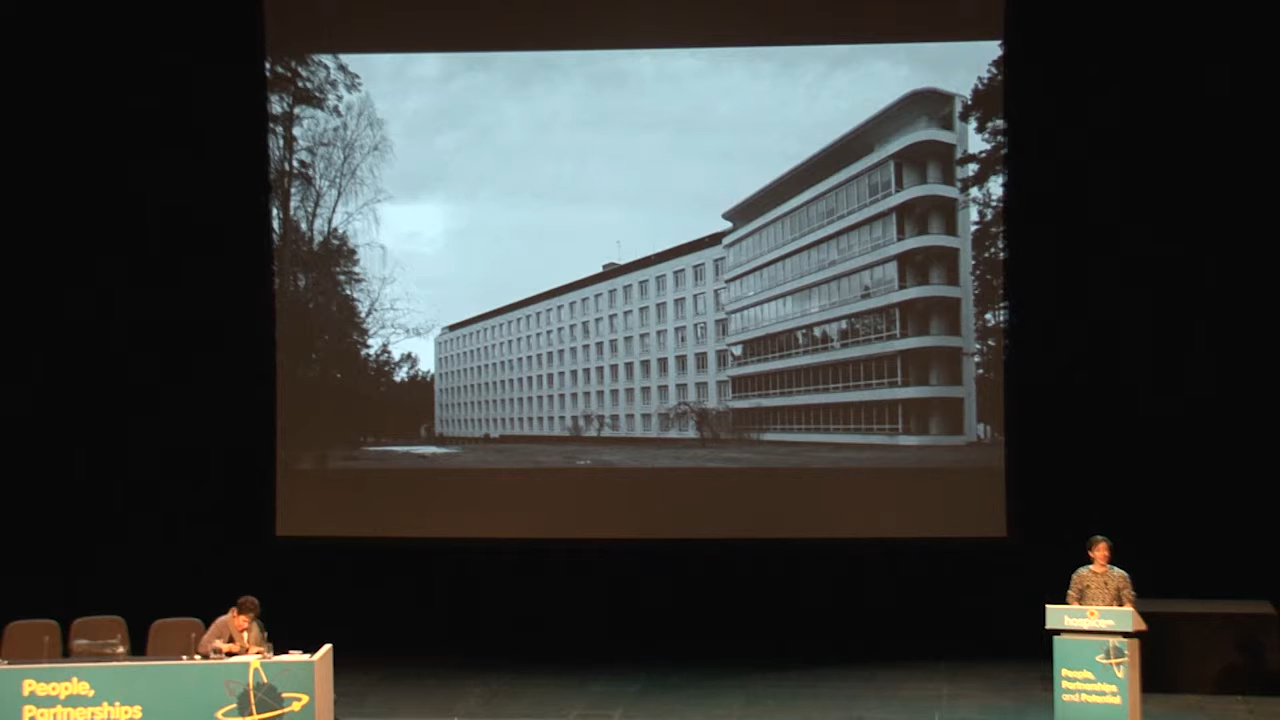 People,
Partnerships
hospice
People,
Partnerships
and Potential